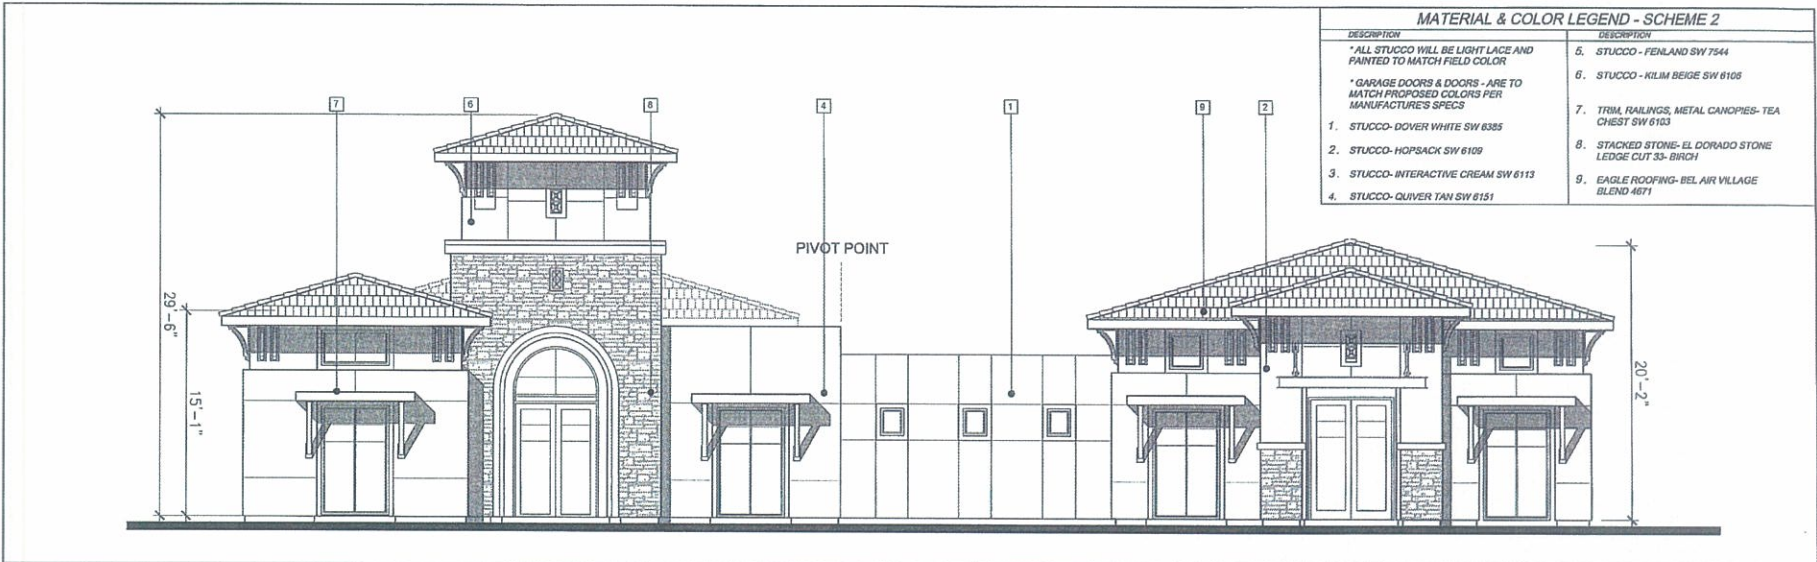 MATERIAL & COLOR LEGEND - SCHEME 2
DESCRIPTION
* ALL STUCCO WILL BE LIGHT LACE AND
PAINTED TO MATCH FIELD COLOR
* GARAGE DOORS & DOORS - ARE TO
MATCH PROPOSED COLORS PER
MANUFACTURE'S SPECS
1. STUCCO- DOVER WHITE SW 6385
2. STUCCO- HOPSACK SW 6109
3. STUCCO- INTERACTIVE CREAM SW 6113
4. STUCCO- QUIVER TAN SW 6151
DESCRIPTION
5. STUCCO - FENLAND SW 7544
6. STUCCO - KILIM BEIGE SW 6106
7. TRIM, RAILINGS, METAL CANOPIES- TEA
CHEST SW 6103
8. STACKED STONE- EL DORADO STONE
LEDGE CUT 33- BIRCH
9. EAGLE ROOFING- BEL AIR VILLAGE
BLEND 4671
7
6
8
4
1
9
2
PIVOT POINT
29'-6"
15'-1"
20'-2"